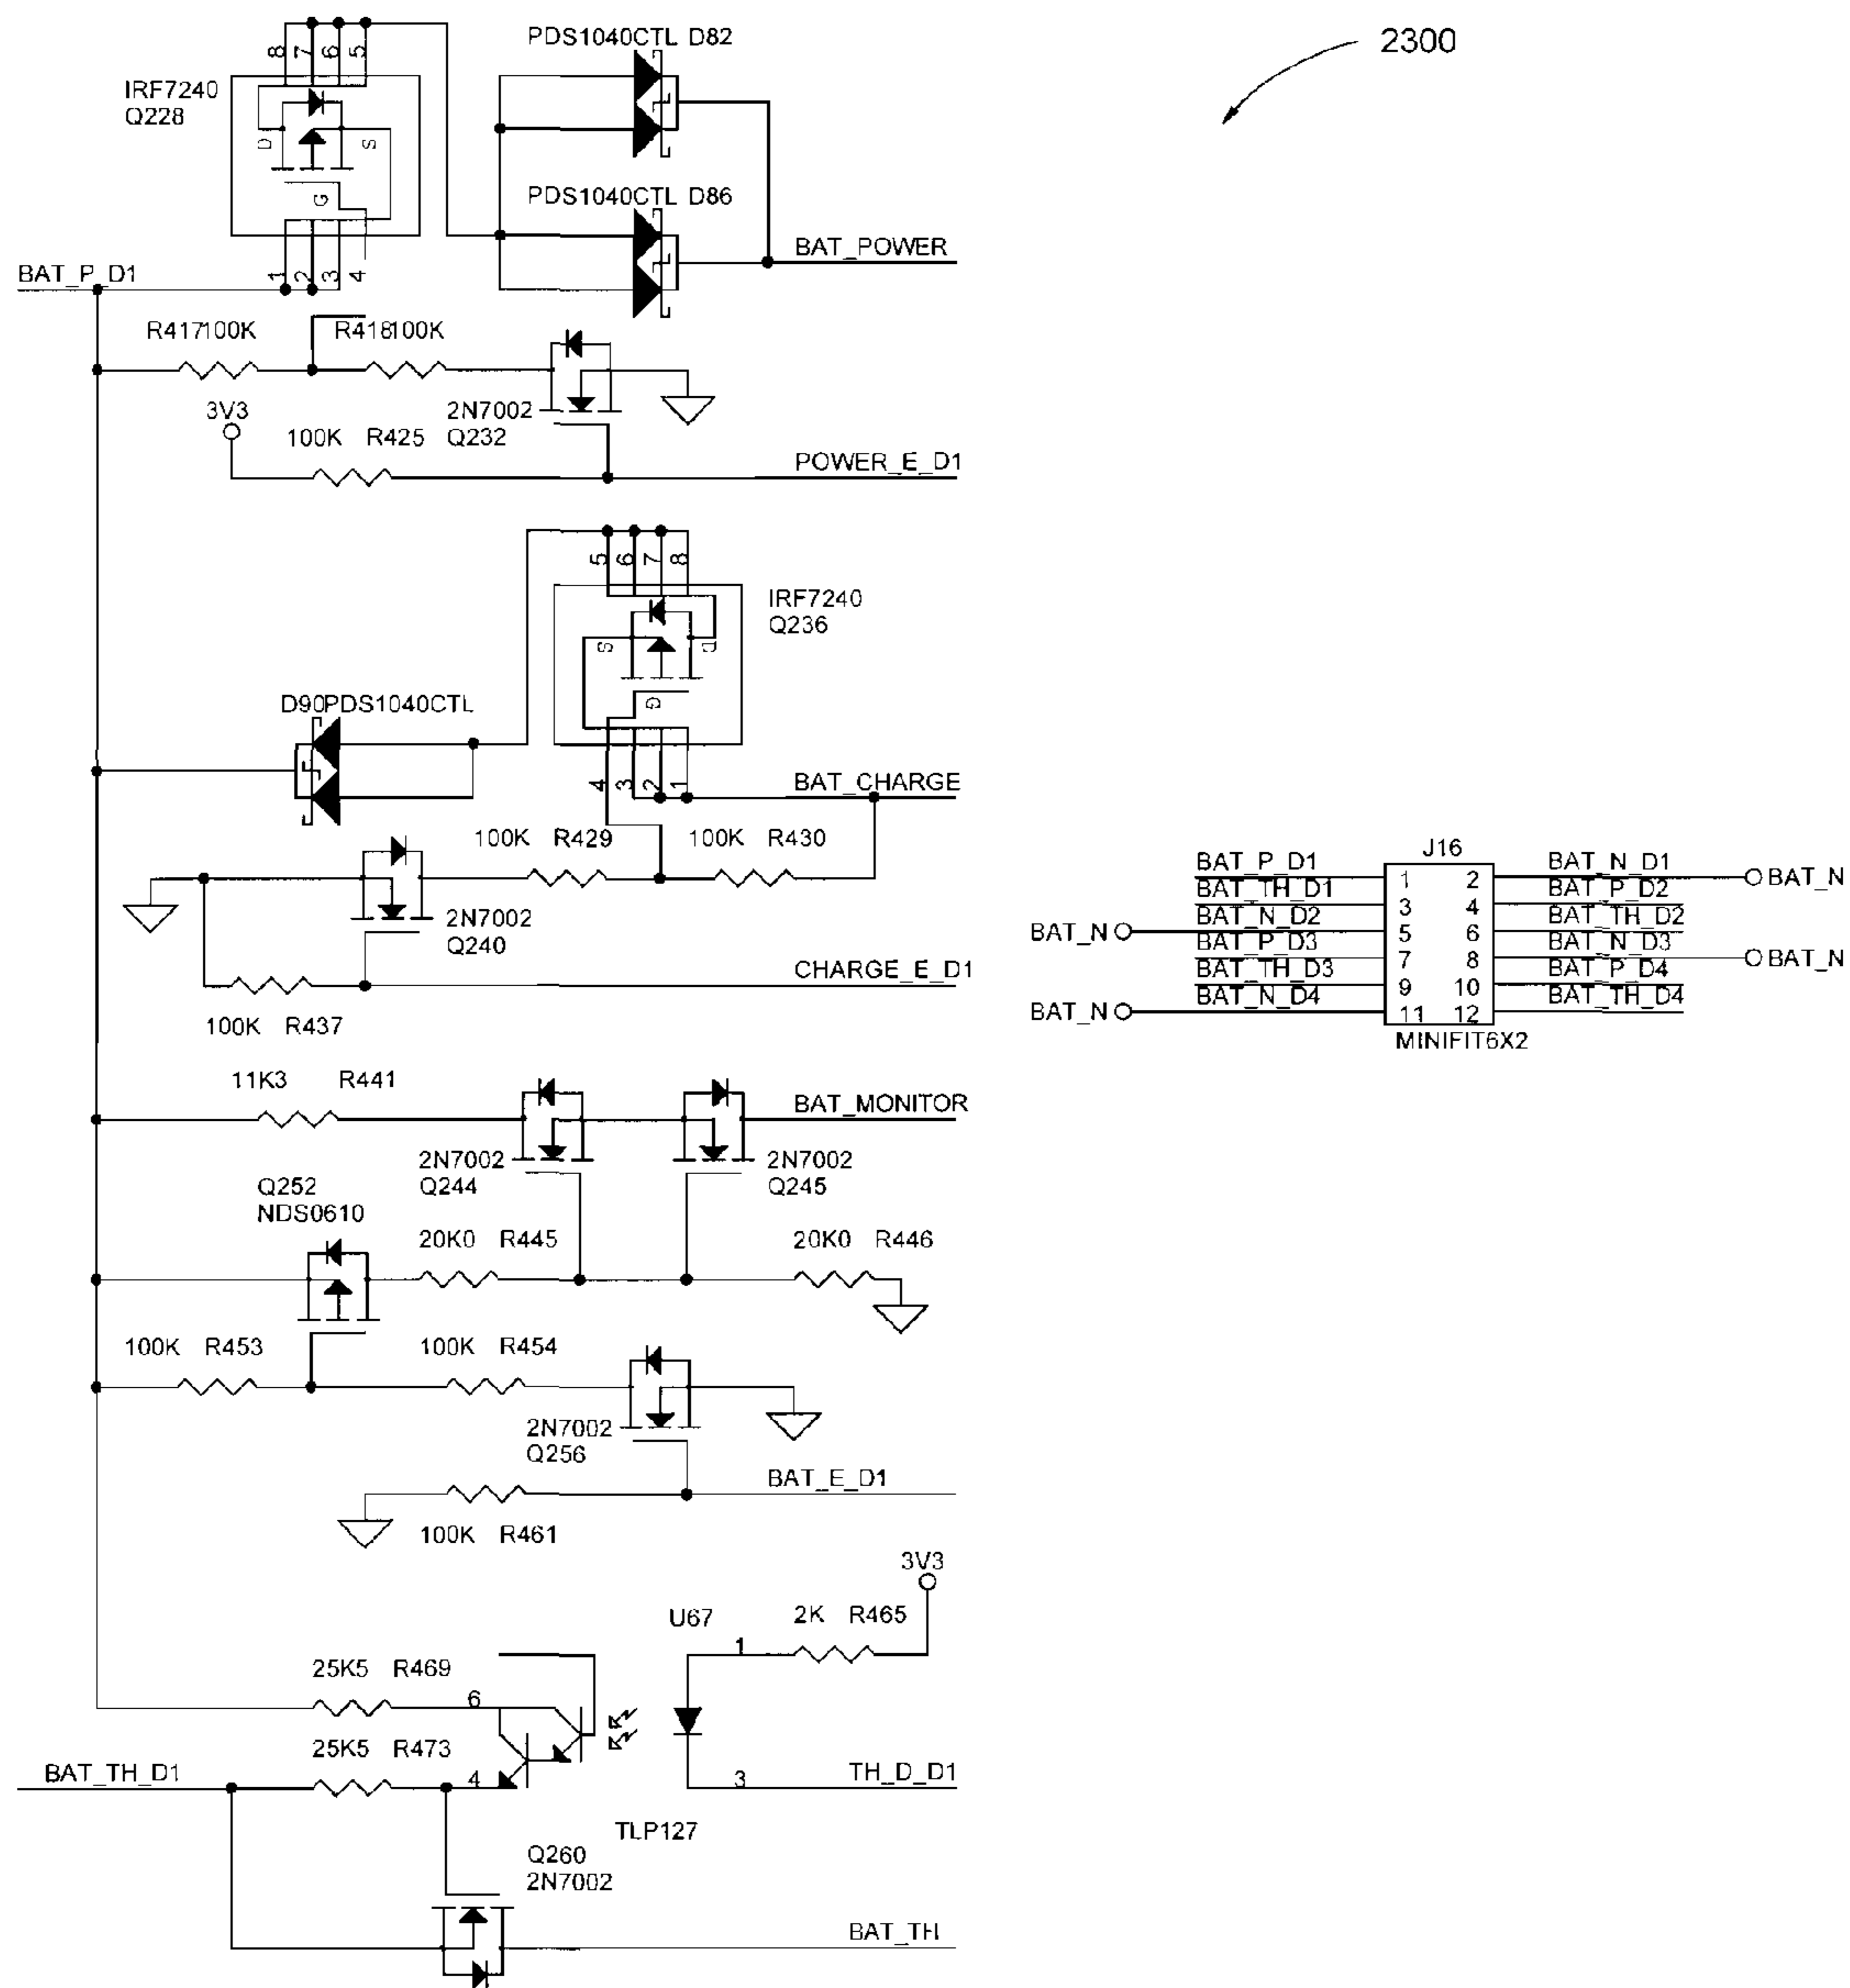 2300
PDS1040CTL D82
8 7 6 5
IRF7240
Q228
D S
G
1 2 3 4
PDS1040CTL D86
BAT_POWER
BAT_P_D1
R417 100K R418 100K
3V3
100K R425
2N7002
Q232
POWER_E_D1
5 6 7 8
IRF7240
Q236
S D
G
4 3 2 1
D90PDS1040CTL
BAT_CHARGE
100K R429 100K R430
2N7002
Q240
CHARGE_E_D1
100K R437
J16
BAT_P_D1 1 2 BAT_N_D1 BAT_N
BAT_TH_D1 3 4 BAT_P_D2
BAT_N BAT_N_D2 5 6 BAT_TH_D2
BAT_P_D3 7 8 BAT_N_D3 BAT_N
BAT_TH_D3 9 10 BAT_P_D4
BAT_N BAT_N_D4 11 12 BAT_TH_D4
MINIFIT6X2
11K3 R441
BAT_MONITOR
2N7002
Q244
2N7002
Q245
Q252
NDS0610
20K0 R445
20K0 R446
100K R453
100K R454
2N7002
Q256
BAT_E_D1
100K R461
3V3
U67
2K R465
1
25K5 R469
6
25K5 R473
BAT_TH_D1
4
3
TH_D_D1
TLP127
Q260
2N7002
BAT_TH